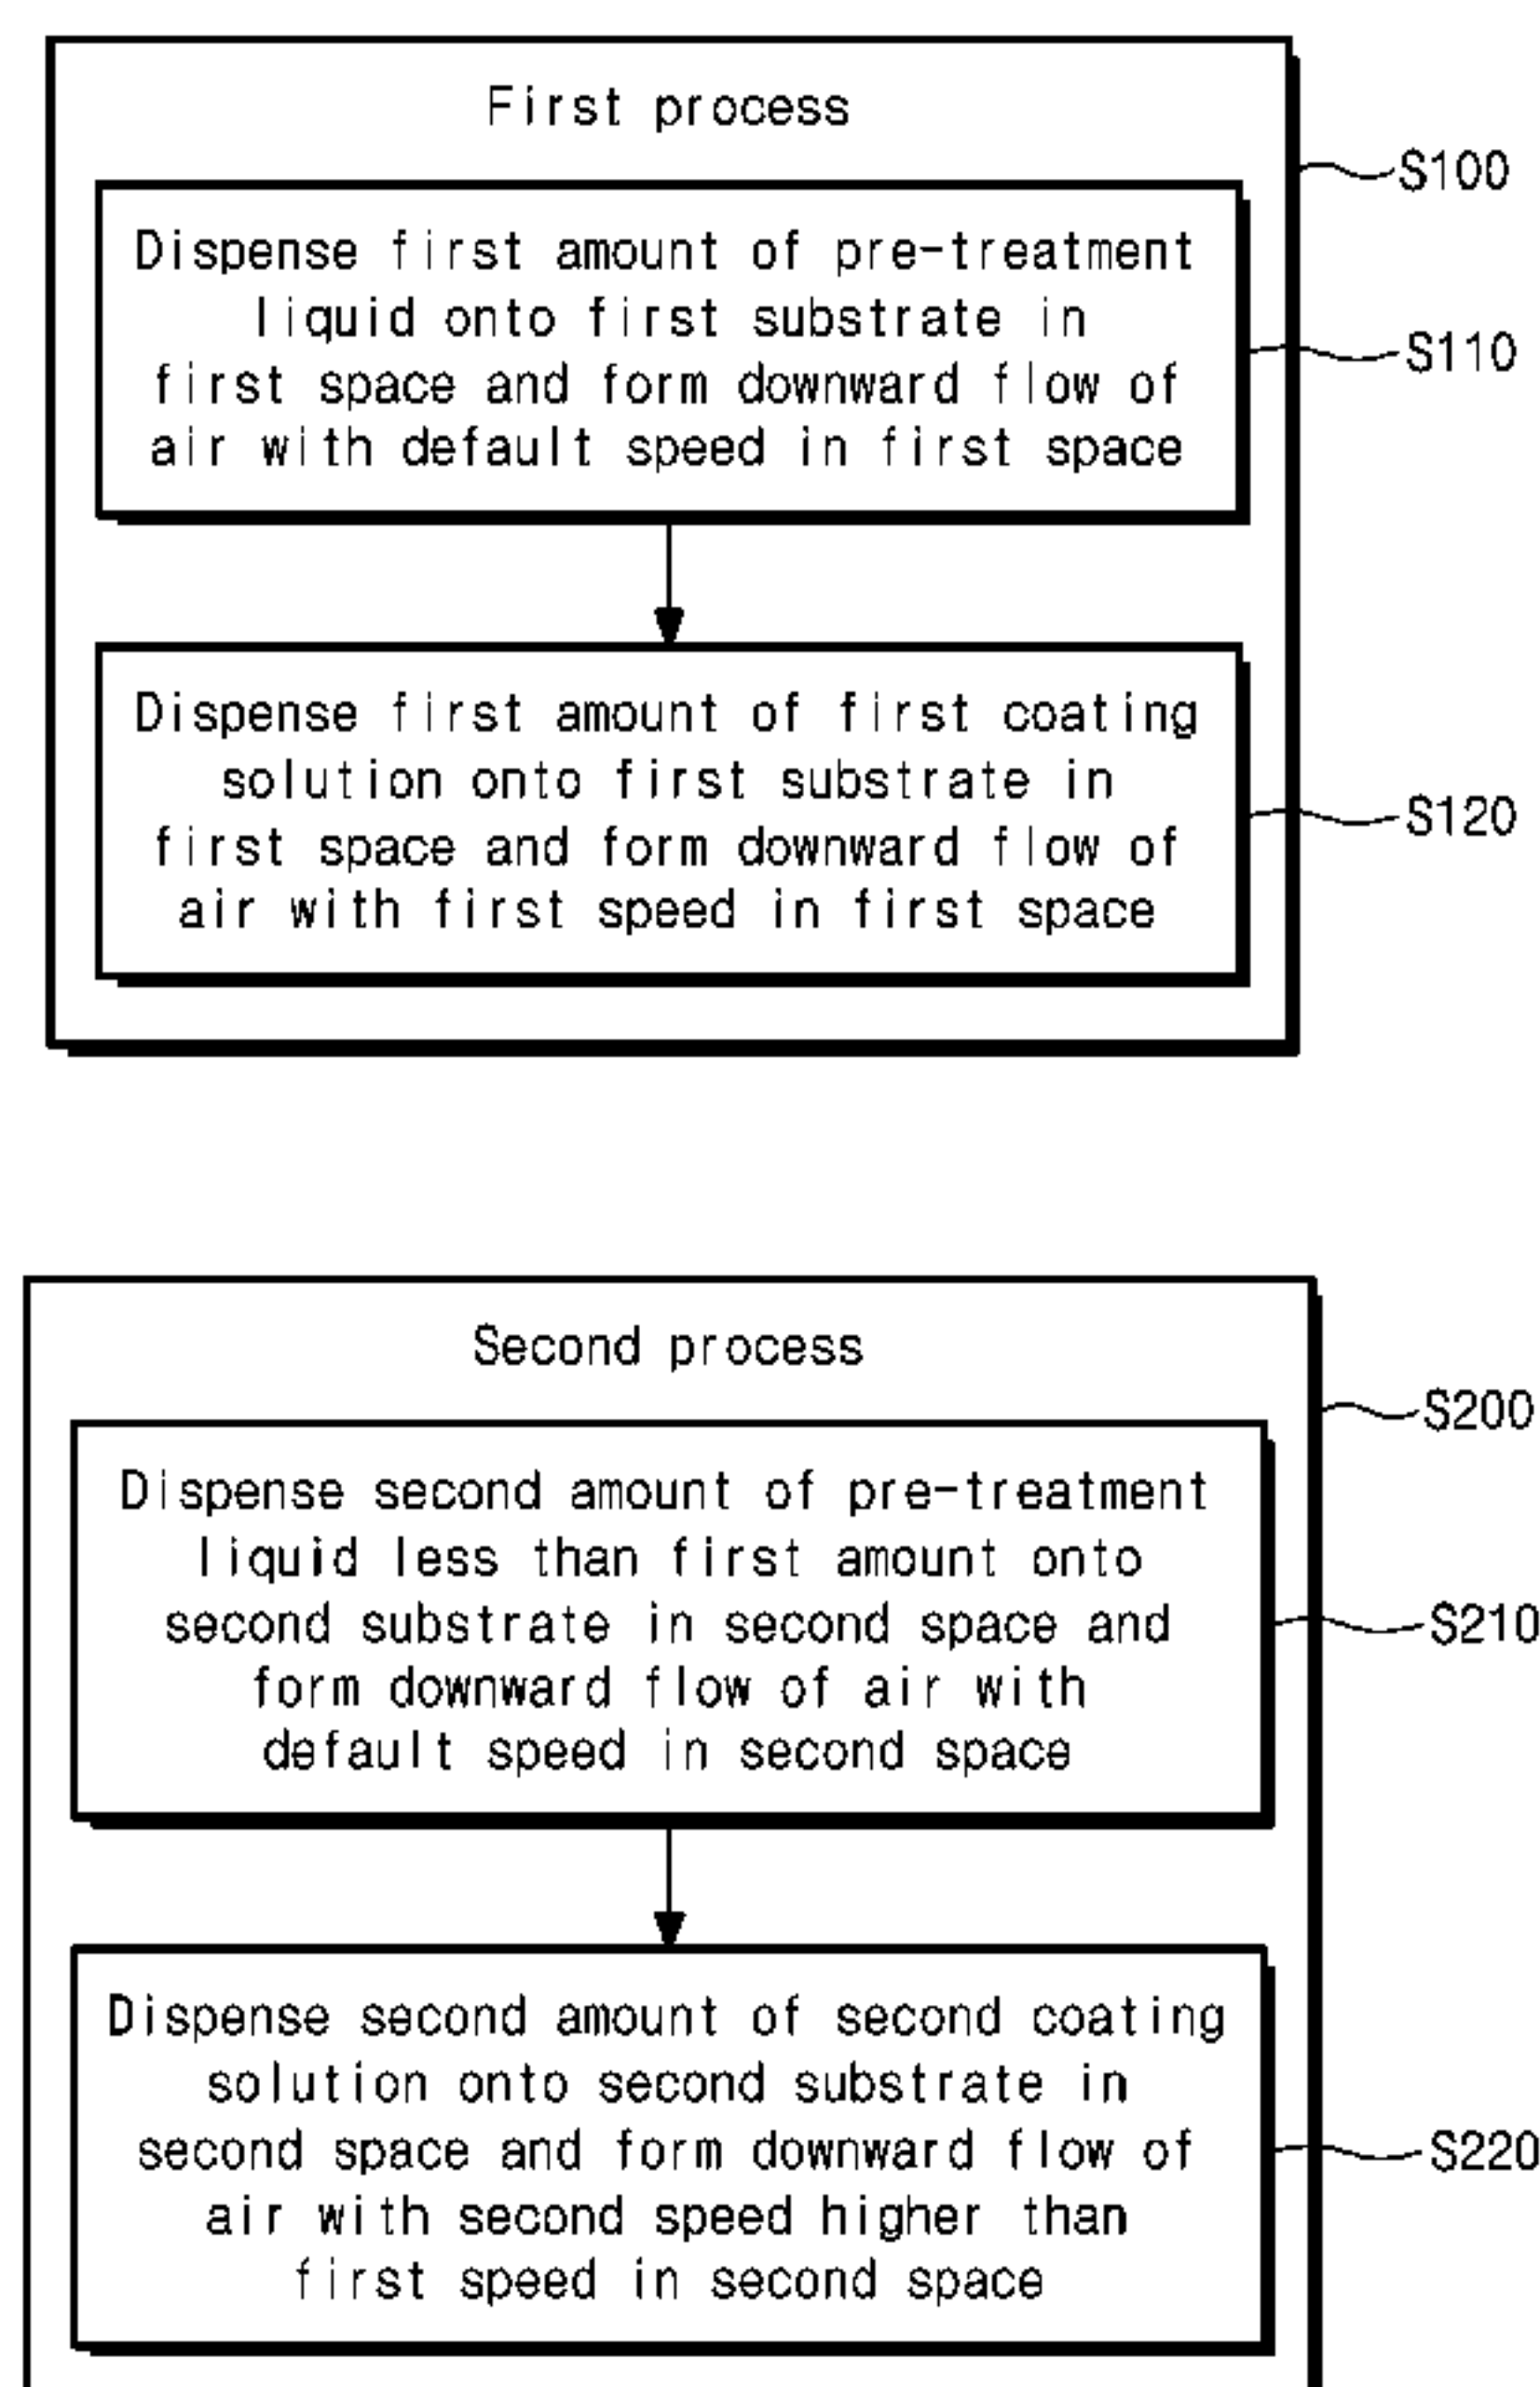 First process
S100
Dispense first amount of pre-treatment
liquid onto first substrate in
first space and form downward flow of
air with default speed in first space
S110
Dispense first amount of first coating
solution onto first substrate in
first space and form downward flow of
air with first speed in first space
S120
Second process
S200
Dispense second amount of pre-treatment
liquid less than first amount onto
second substrate in second space and
form downward flow of air with
default speed in second space
S210
Dispense second amount of second coating
solution onto second substrate in
second space and form downward flow of
air with second speed higher than
first speed in second space
S220